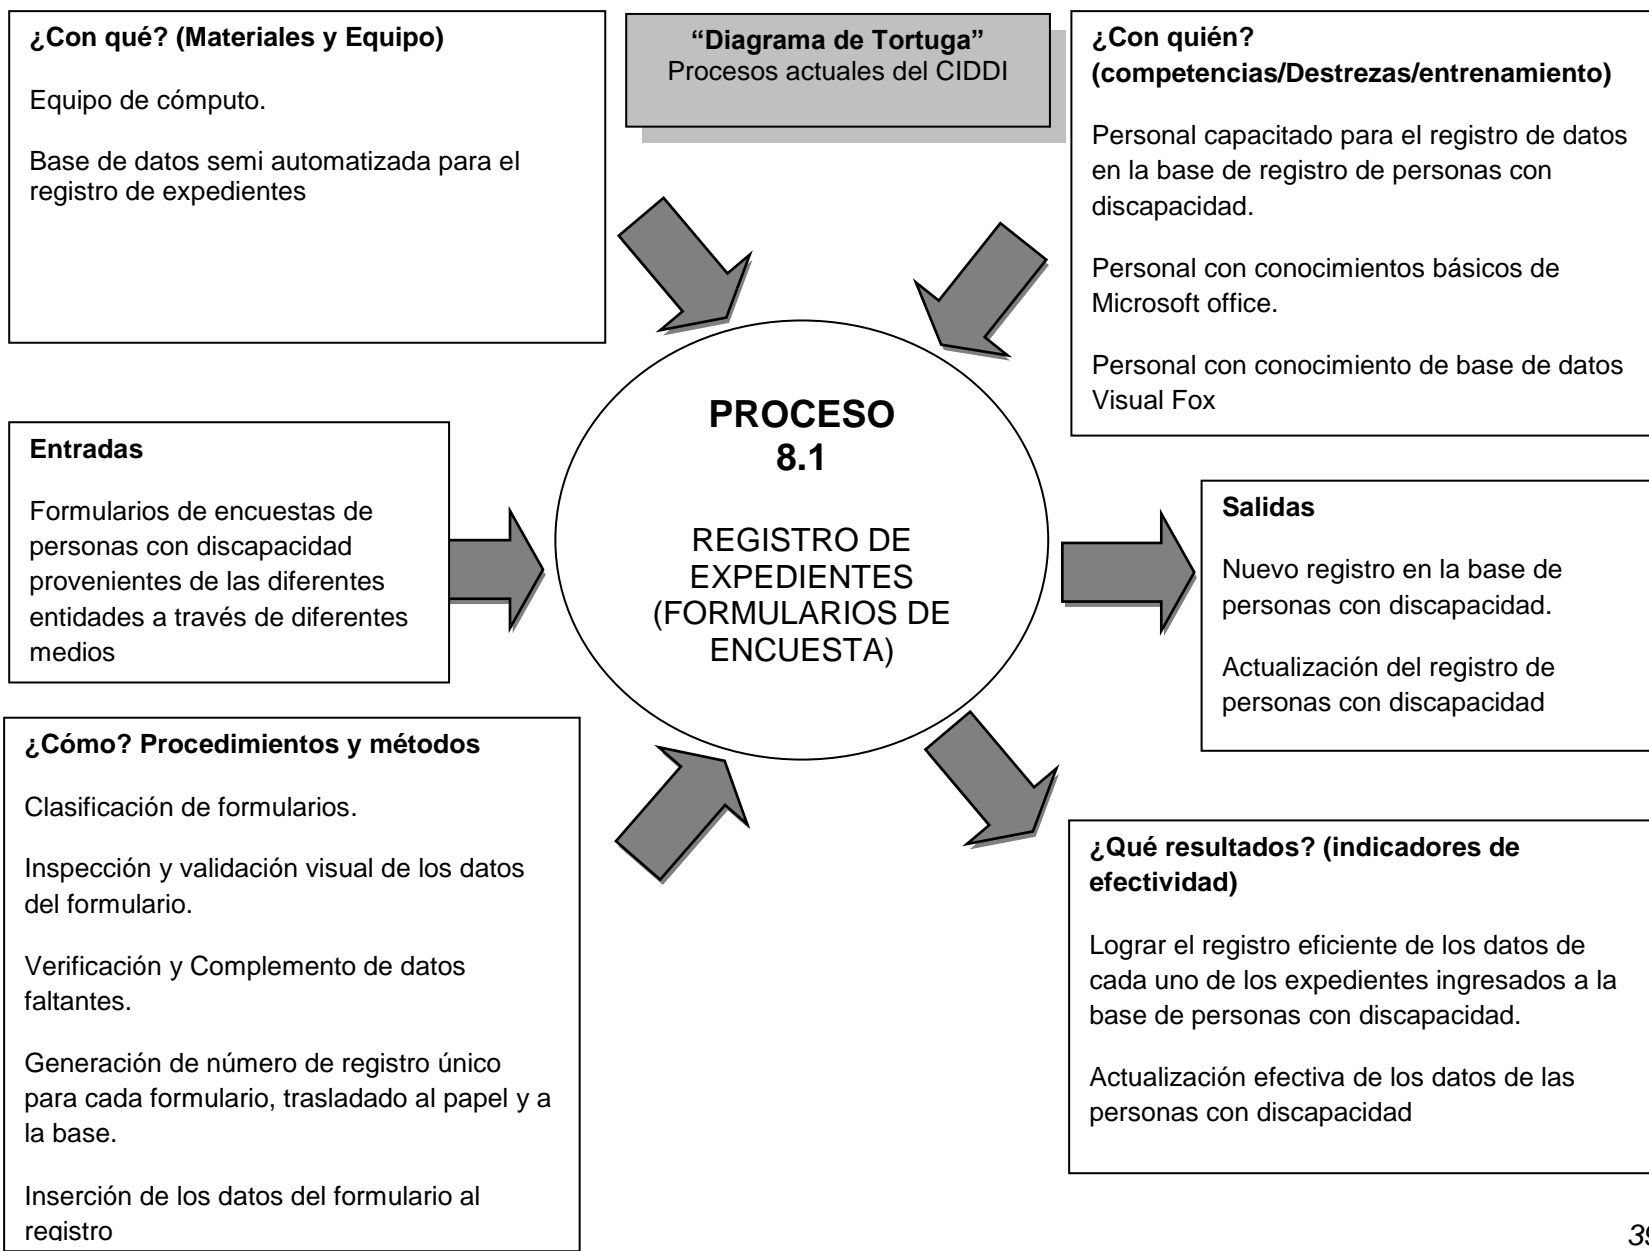 ¿Con qué? (Materiales y Equipo)
Equipo de cómputo.
Base de datos semi automatizada para el
registro de expedientes
“Diagrama de Tortuga”
Procesos actuales del CIDDI
¿Con quién?
(competencias/Destrezas/entrenamiento)
Personal capacitado para el registro de datos
en la base de registro de personas con
discapacidad.
Personal con conocimientos básicos de
Microsoft office.
Personal con conocimiento de base de datos
Visual Fox
Entradas
Formularios de encuestas de
personas con discapacidad
provenientes de las diferentes
entidades a través de diferentes
medios
PROCESO
8.1
REGISTRO DE
EXPEDIENTES
(FORMULARIOS DE
ENCUESTA)
Salidas
Nuevo registro en la base de
personas con discapacidad.
Actualización del registro de
personas con discapacidad
¿Cómo? Procedimientos y métodos
Clasificación de formularios.
Inspección y validación visual de los datos
del formulario.
Verificación y Complemento de datos
faltantes.
Generación de número de registro único
para cada formulario, trasladado al papel y a
la base.
Inserción de los datos del formulario al
registro
¿Qué resultados? (indicadores de
efectividad)
Lograr el registro eficiente de los datos de
cada uno de los expedientes ingresados a la
base de personas con discapacidad.
Actualización efectiva de los datos de las
personas con discapacidad
39